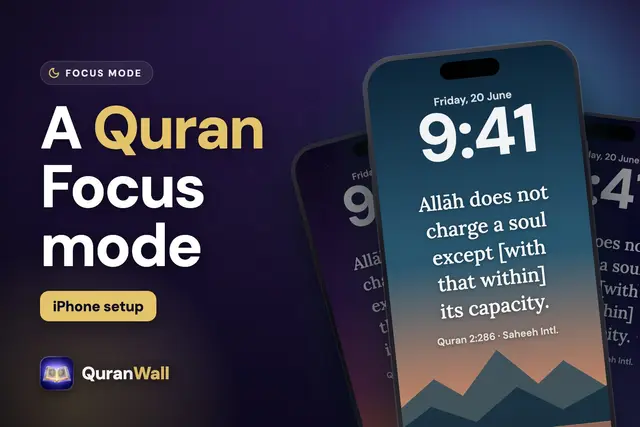 FOCUS MODE
A Quran
Focus
mode
iPhone setup
QuranWall
Friday, 20 June
9:41
Allāh does not
charge a soul
except [with
that within]
its capacity.
Quran 2:286 · Saheeh Intl.